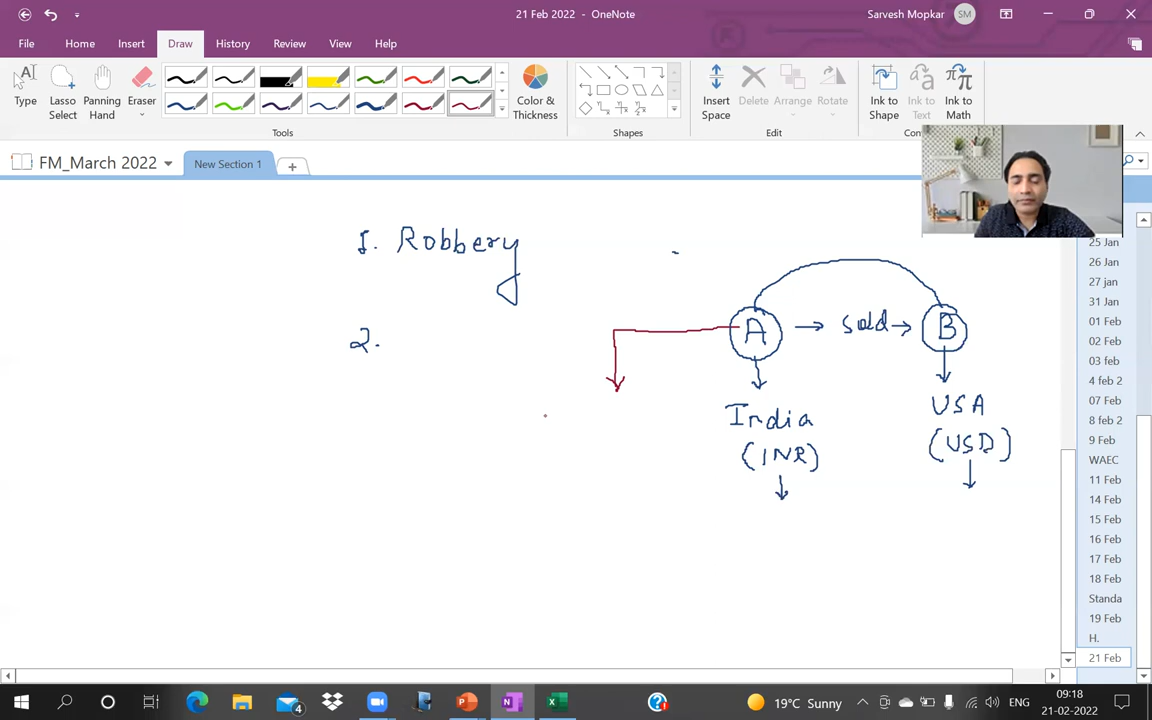 21 Feb 2022 - OneNote
Sarvesh Mopkar
SM
File
Home
Insert
Draw
History
Review
View
Help
Type
Lasso Select
Panning Hand
Eraser
Color & Thickness
Insert Space
Delete
Arrange
Rotate
Ink to Shape
Ink to Text
Ink to Math
Tools
Shapes
Edit
FM_March 2022
New Section 1
1. Robbery
2.
A → sold → B
India
(INR)
USA
(USD)
25 Jan
26 Jan
27 jan
31 Jan
01 Feb
02 Feb
03 feb
4 feb 2
07 Feb
8 feb 2
9 Feb
WAEC
11 Feb
14 Feb
15 Feb
16 Feb
17 Feb
18 Feb
Standa
19 Feb
H.
21 Feb
4
19°C Sunny
ENG
09:18
21-02-2022